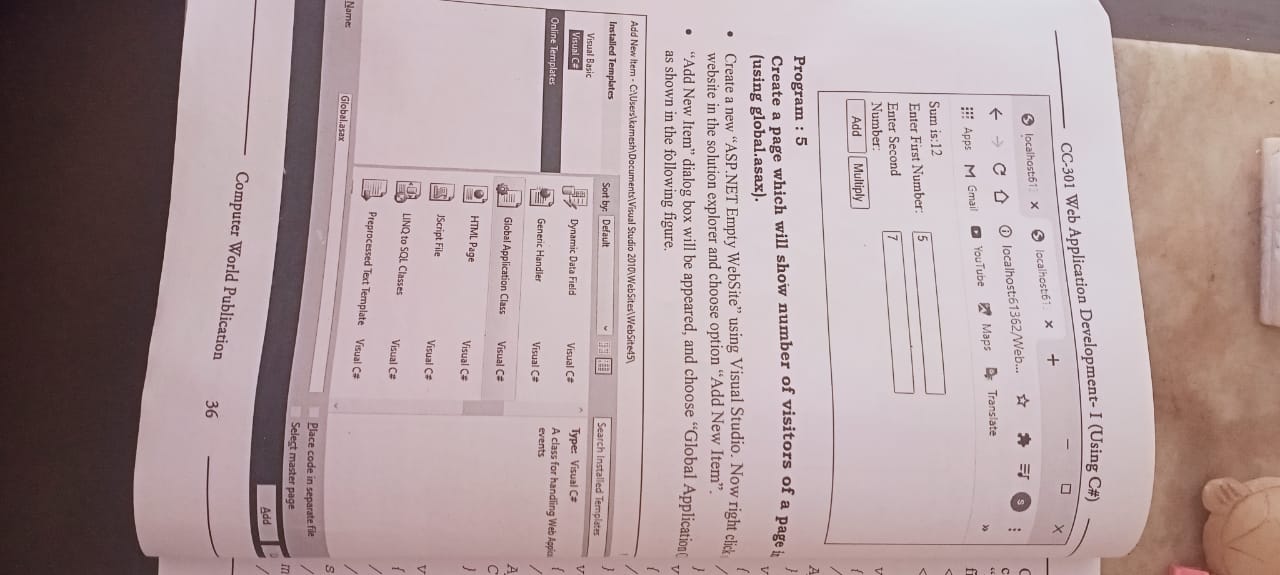 CC-301 Web Application Development- I (Using C#)
localhost:61: × localhost:61: × + – □ ×
← → localhost:61362/Web...
Apps M Gmail YouTube Maps Translate »
Sum is:12
Enter First Number: 5
Enter Second 7
Number:
Add Multiply
Program : 5
Create a page which will show number of visitors of a page
(using global.asax).
• Create a new “ASP.NET Empty WebSite” using Visual Studio. Now right click
website in the solution explorer and choose option “Add New Item”.
• “Add New Item” dialog box will be appeared, and choose “Global Application
as shown in the following figure.
Add New Item - C:\Users\kamesh\Documents\Visual Studio 2010\WebSites\WebSite45\
Installed Templates Sort by: Default Search Installed Templates
Visual Basic
Visual C#
Online Templates
Dynamic Data Field Visual C#
Generic Handler Visual C#
Global Application Class Visual C#
HTML Page Visual C#
JScript File Visual C#
LINQ to SQL Classes Visual C#
Preprocessed Text Template Visual C#
Type: Visual C#
A class for handling Web
events
Name: Global.asax
Place code in separate file
Select master page
Add
Computer World Publication 36